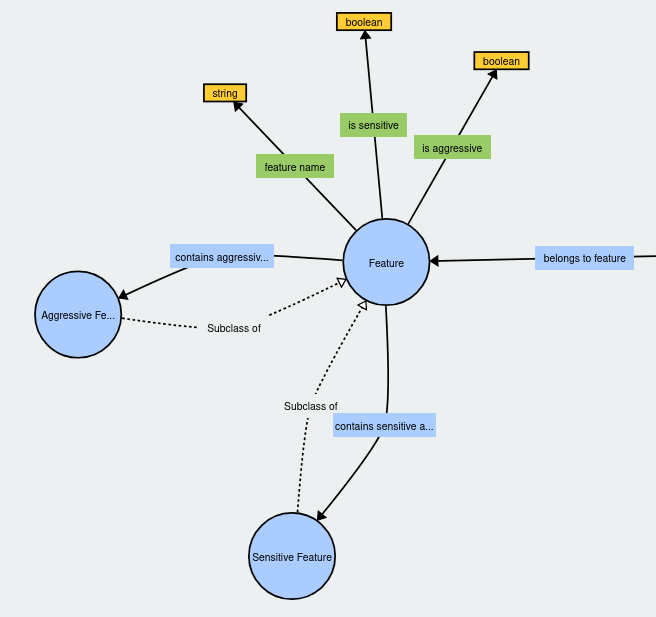 boolean
boolean
string
is sensitive
is aggressive
feature name
contains aggressiv...
belongs to feature
Feature
Aggressive Fe...
Subclass of
Subclass of
contains sensitive a...
Sensitive Feature